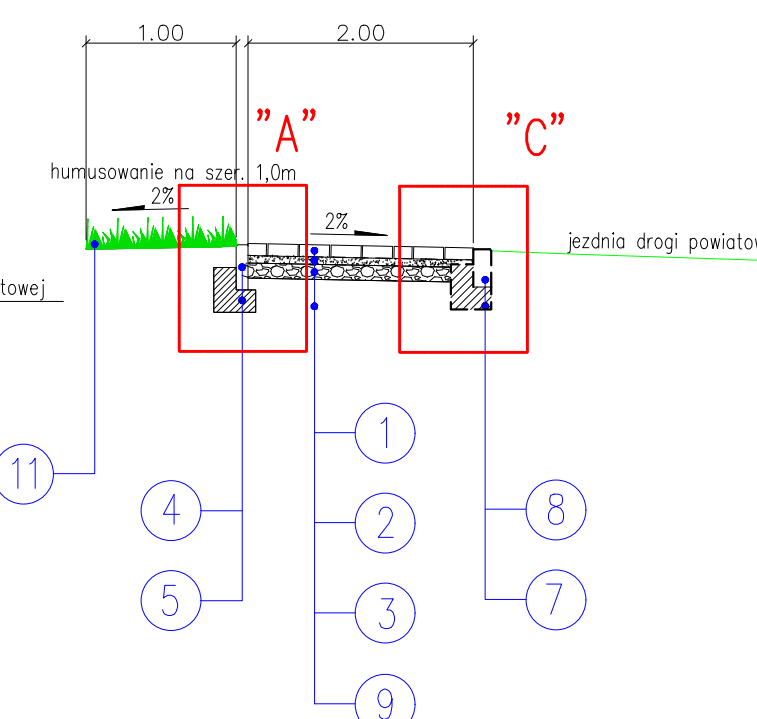 1.00
2.00
"A"
"C"
humusowanie na szer. 1,0m
2%
2%
jezdnia drogi powiatow
towej
11
1
4
2
8
5
3
7
9